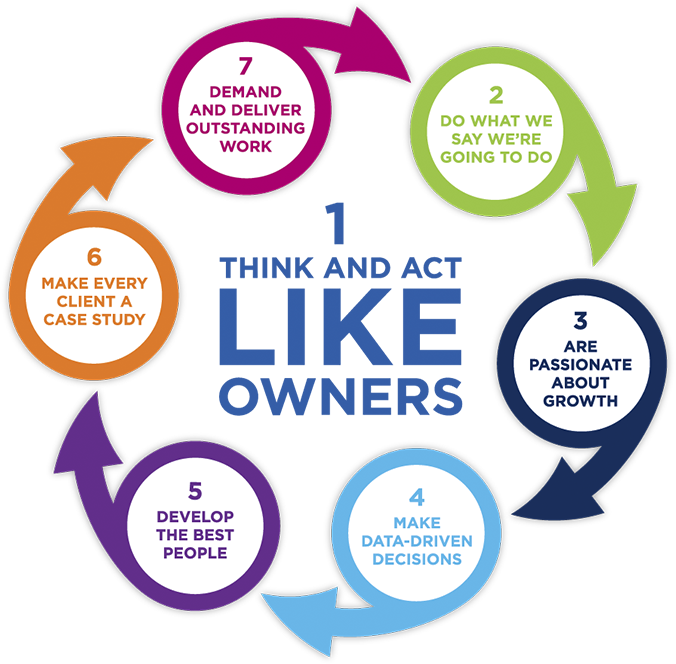 1
THINK AND ACT
LIKE
OWNERS
2
DO WHAT WE
SAY WE'RE
GOING TO DO
3
ARE
PASSIONATE
ABOUT
GROWTH
4
MAKE
DATA-DRIVEN
DECISIONS
5
DEVELOP
THE BEST
PEOPLE
6
MAKE EVERY
CLIENT A
CASE STUDY
7
DEMAND
AND DELIVER
OUTSTANDING
WORK